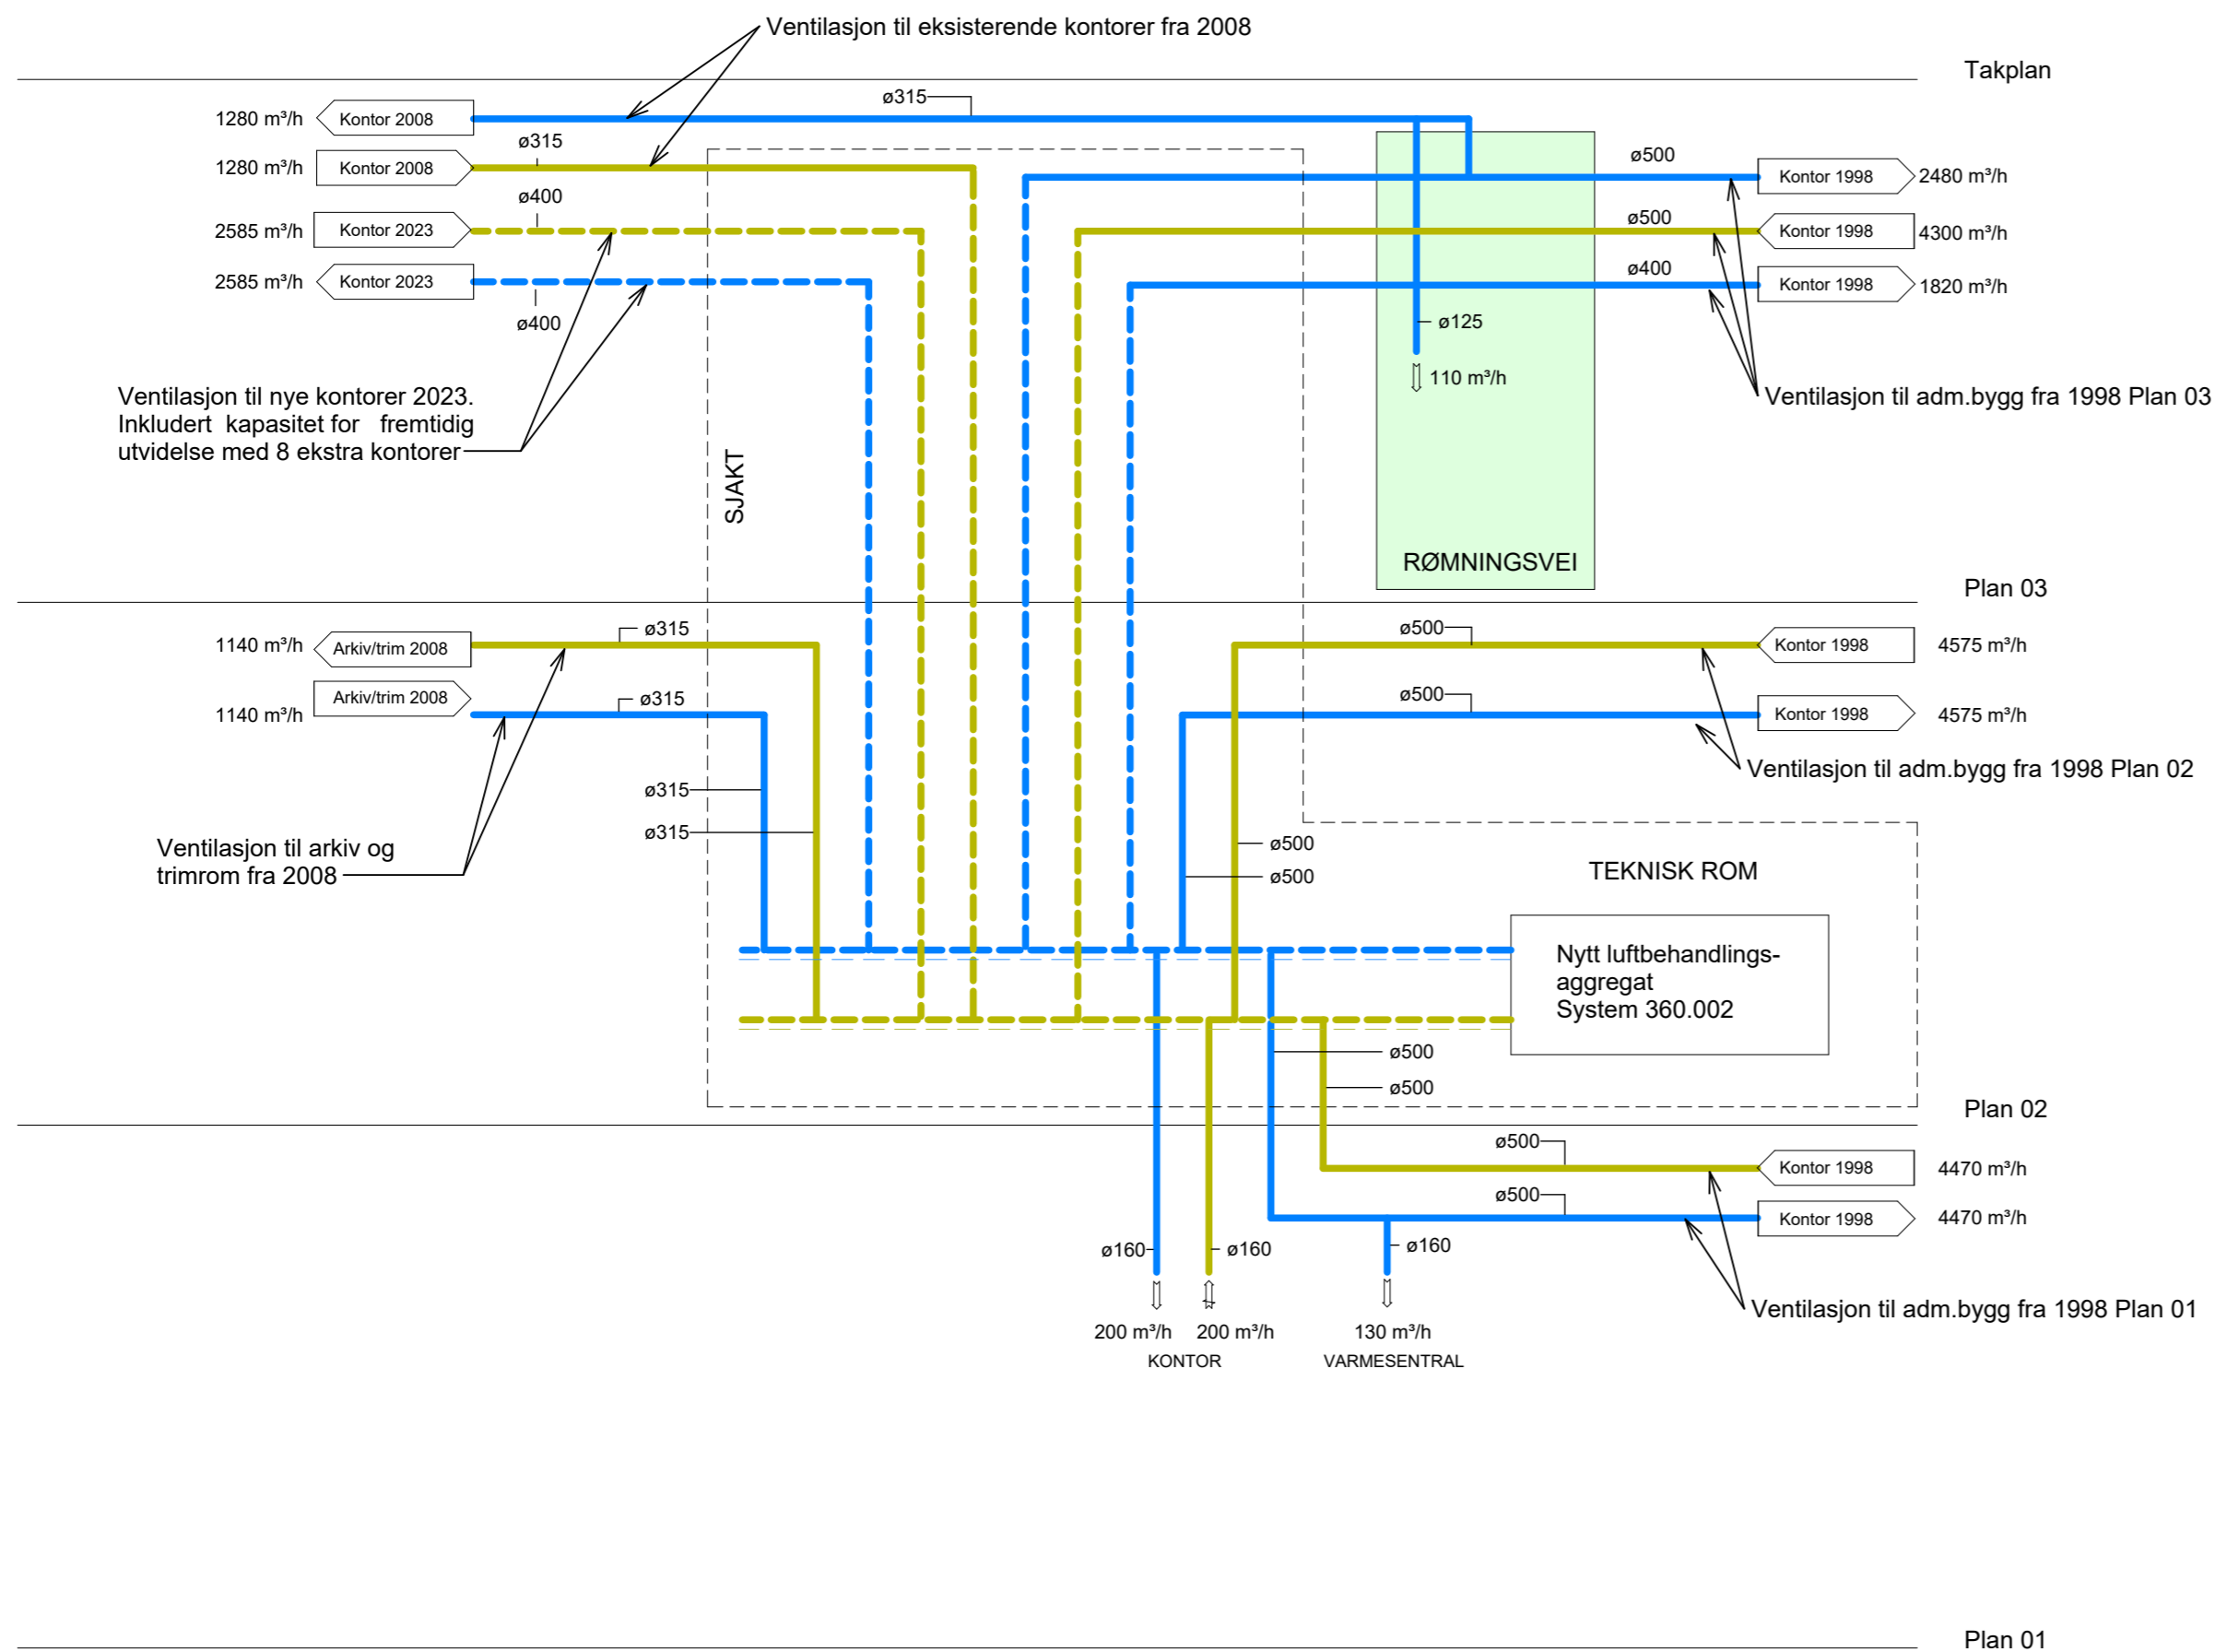 Ventilasjon til eksisterende kontorer fra 2008
Takplan
1280 m³/h
Kontor 2008
ø315
1280 m³/h
Kontor 2008
ø315
2585 m³/h
Kontor 2023
ø400
2585 m³/h
Kontor 2023
ø400
ø500
Kontor 1998
2480 m³/h
ø500
Kontor 1998
4300 m³/h
ø400
Kontor 1998
1820 m³/h
ø125
110 m³/h
Ventilasjon til nye kontorer 2023.
Inkludert kapasitet for fremtidig
utvidelse med 8 ekstra kontorer
Ventilasjon til adm.bygg fra 1998 Plan 03
SJAKT
RØMNINGSVEI
Plan 03
1140 m³/h
Arkiv/trim 2008
ø315
1140 m³/h
Arkiv/trim 2008
ø315
ø500
Kontor 1998
4575 m³/h
ø500
Kontor 1998
4575 m³/h
Ventilasjon til adm.bygg fra 1998 Plan 02
ø315
ø315
Ventilasjon til arkiv og
trimrom fra 2008
ø500
ø500
TEKNISK ROM
Nytt luftbehandlings-
aggregat
System 360.002
ø500
ø500
Plan 02
ø500
Kontor 1998
4470 m³/h
ø500
Kontor 1998
4470 m³/h
ø160
ø160
ø160
Ventilasjon til adm.bygg fra 1998 Plan 01
200 m³/h
200 m³/h
130 m³/h
KONTOR
VARMESENTRAL
Plan 01